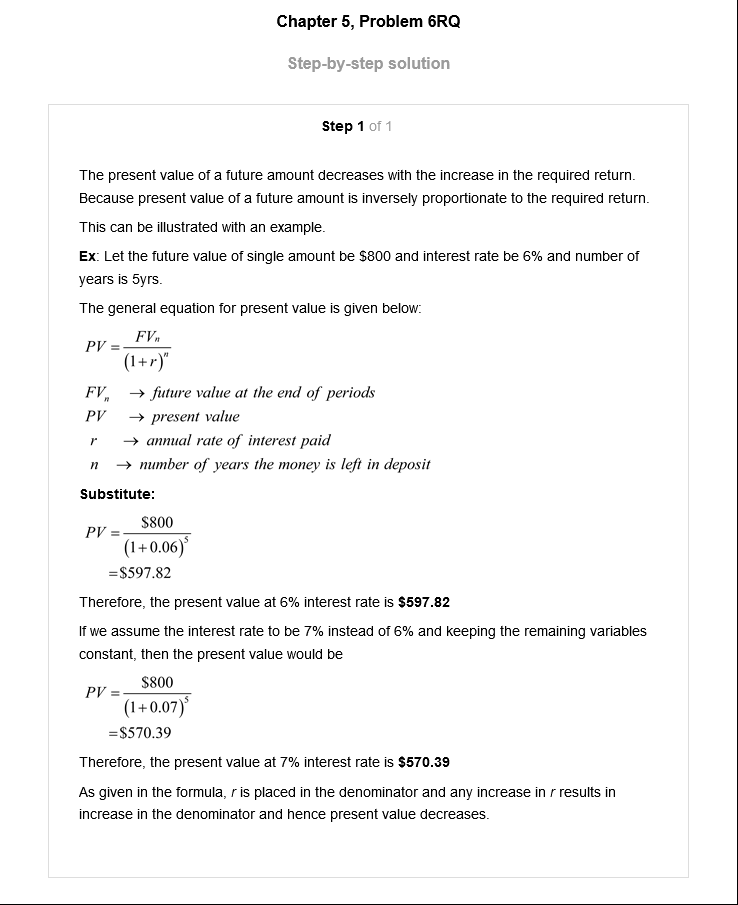 Chapter 5, Problem 6RQ
Step-by-step solution
Step 1 of 1
The present value of a future amount decreases with the increase in the required return.
Because present value of a future amount is inversely proportionate to the required return.
This can be illustrated with an example.
Ex: Let the future value of single amount be $800 and interest rate be 6% and number of
years is 5yrs.
The general equation for present value is given below:
PV = FVₙ / (1+r)ⁿ
FVₙ → future value at the end of periods
PV → present value
r → annual rate of interest paid
n → number of years the money is left in deposit
Substitute:
PV = $800 / (1+0.06)⁵
=$597.82
Therefore, the present value at 6% interest rate is $597.82
If we assume the interest rate to be 7% instead of 6% and keeping the remaining variables
constant, then the present value would be
PV = $800 / (1+0.07)⁵
=$570.39
Therefore, the present value at 7% interest rate is $570.39
As given in the formula, r is placed in the denominator and any increase in r results in
increase in the denominator and hence present value decreases.